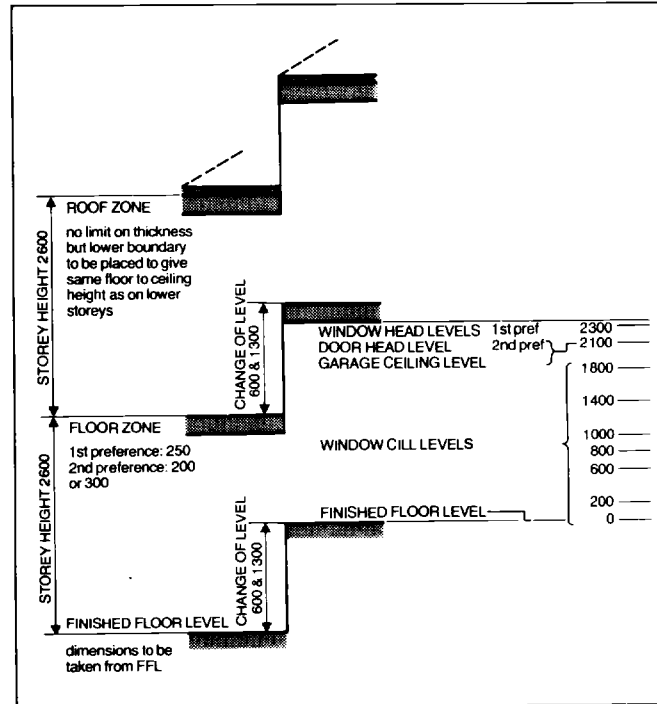 ROOF ZONE
no limit on thickness
but lower boundary
to be placed to give
same floor to ceiling
height as on lower
storeys
STOREY HEIGHT 2600
CHANGE OF LEVEL
600 & 1300
WINDOW HEAD LEVELS 1st pref 2300
DOOR HEAD LEVEL 2nd pref 2100
GARAGE CEILING LEVEL
1800
1400
FLOOR ZONE
1st preference: 250
2nd preference: 200
or 300
WINDOW CILL LEVELS
1000
800
600
200
FINISHED FLOOR LEVEL 0
STOREY HEIGHT 2600
CHANGE OF LEVEL
600 & 1300
FINISHED FLOOR LEVEL
dimensions to be
taken from FFL